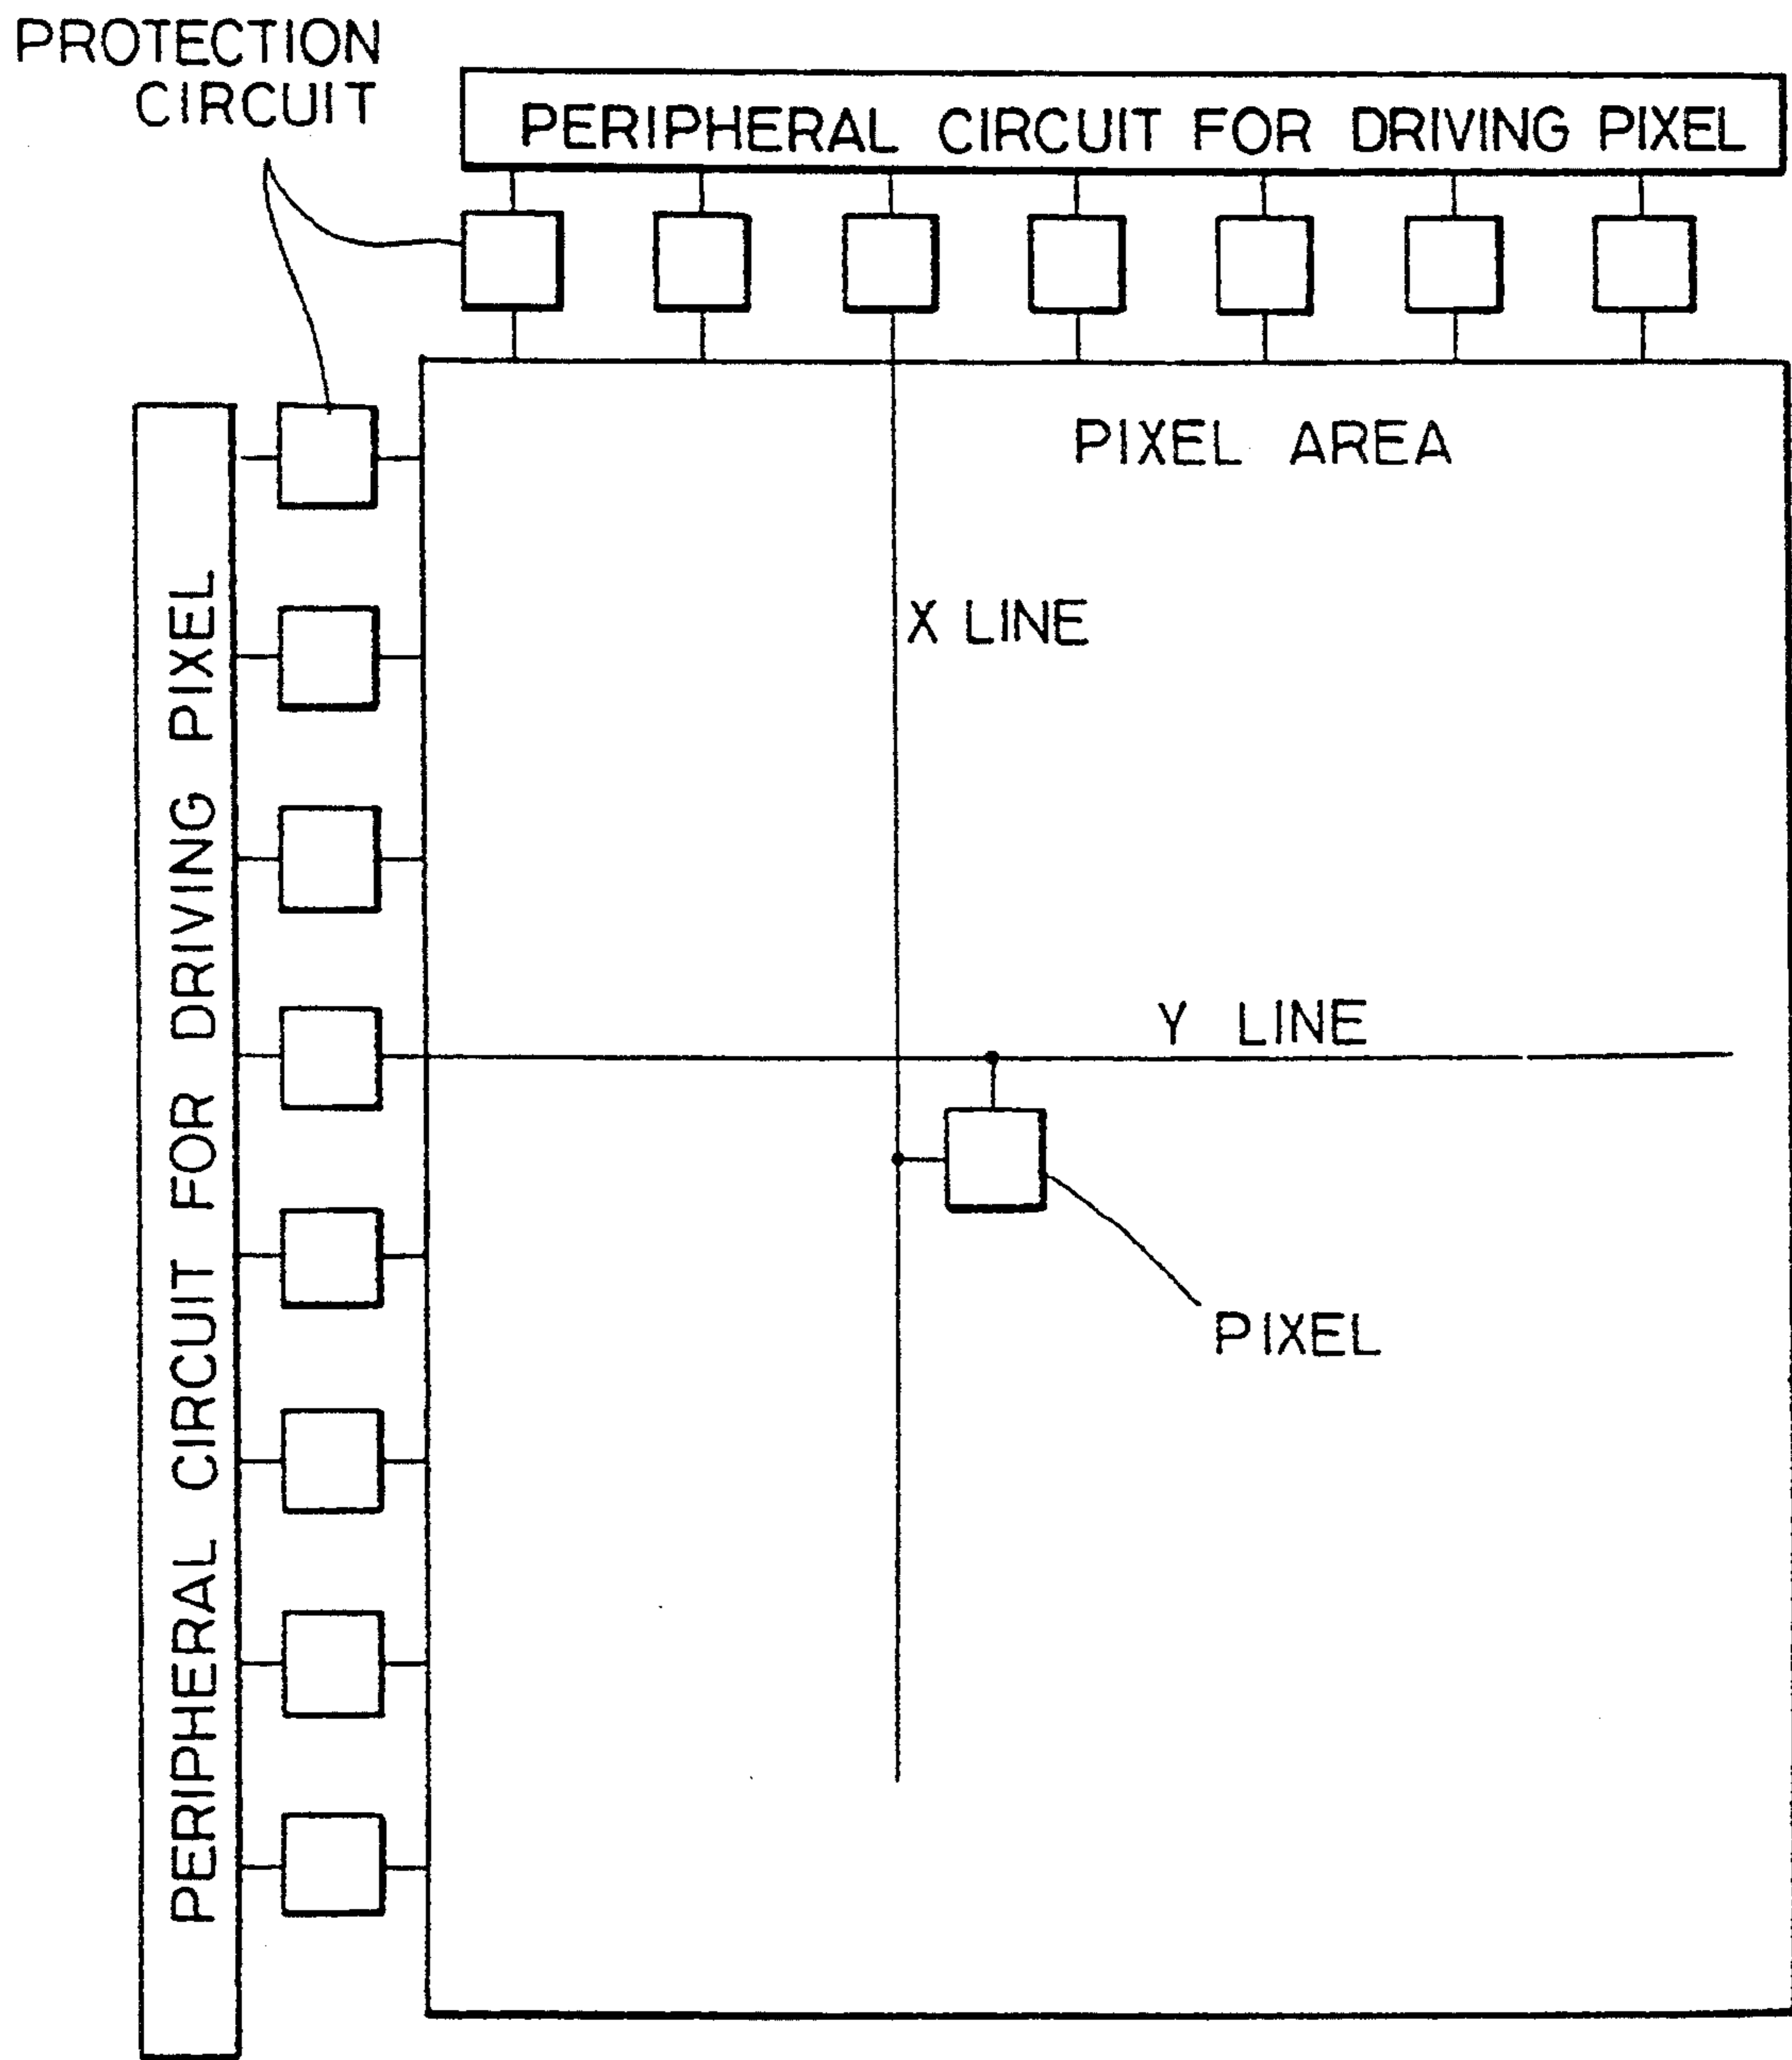 PROTECTION
CIRCUIT
PERIPHERAL CIRCUIT FOR DRIVING PIXEL
PIXEL AREA
X LINE
PERIPHERAL CIRCUIT FOR DRIVING PIXEL
Y LINE
PIXEL